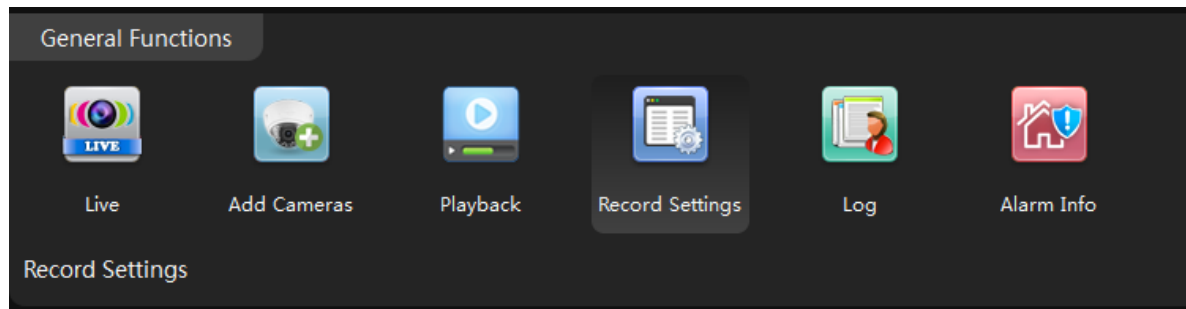 General Functions
LIVE
Live
Add Cameras
Playback
Record Settings
Log
Alarm Info
Record Settings